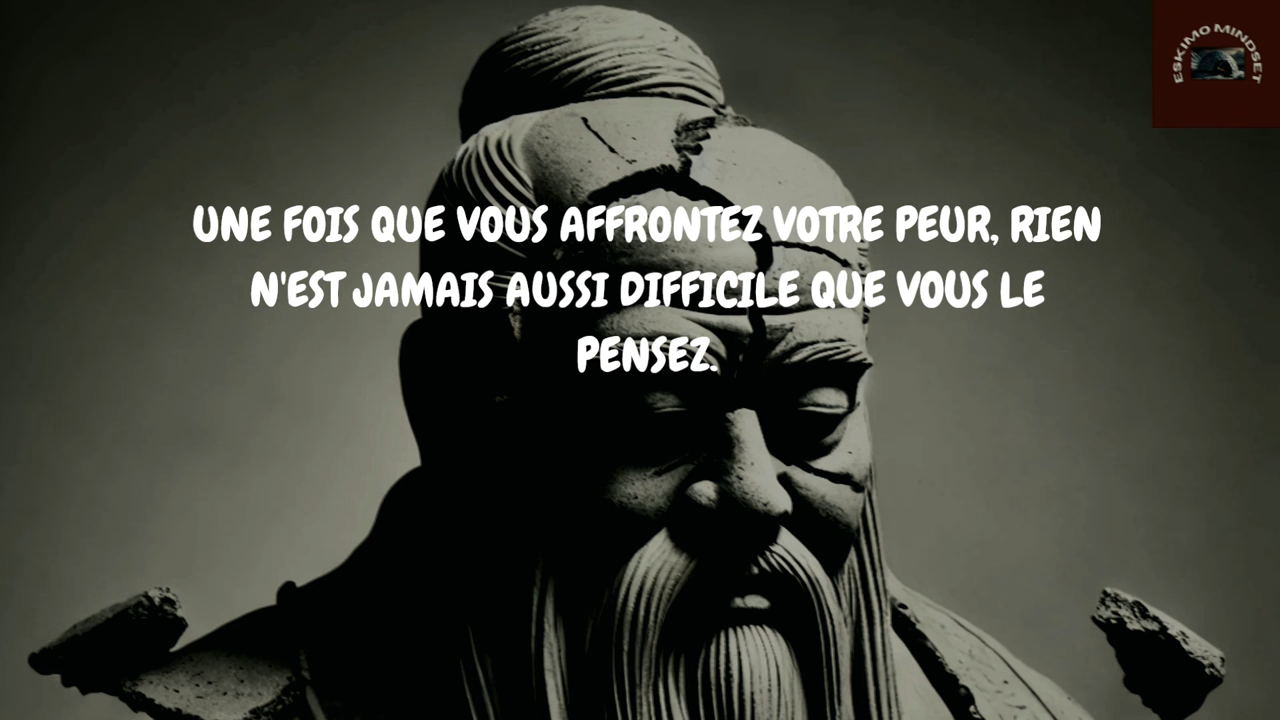 ESKIMO MINDSET
UNE FOIS QUE VOUS AFFRONTEZ VOTRE PEUR, RIEN
N'EST JAMAIS AUSSI DIFFICILE QUE VOUS LE
PENSEZ.